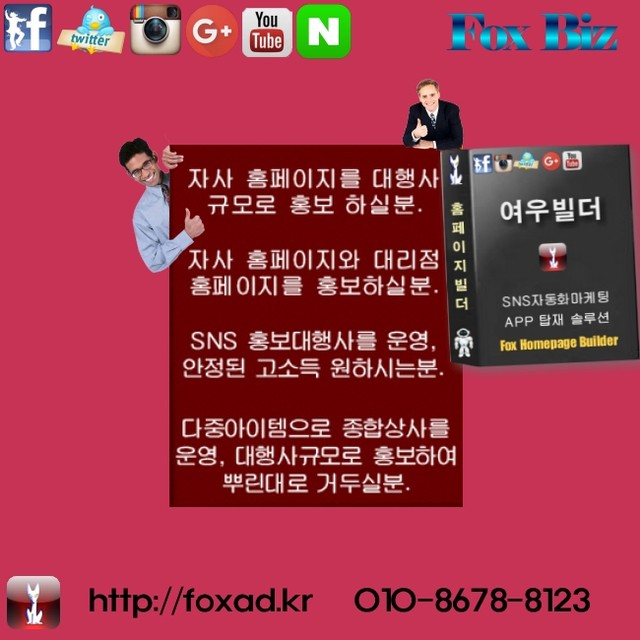 f
twitter
G+
You
Tube
N
Fox Biz
자사 홈페이지를 대행사
규모로 홍보 하실분.
자사 홈페이지와 대리점
홈페이지를 홍보하실분.
SNS 홍보대행사를 운영,
안정된 고소득 원하시는분.
다중아이템으로 종합상사를
운영, 대행사규모로 홍보하여
뿌린대로 거두실분.
홈페이지빌더
f
G+
You
Tube
여우빌더
SNS자동화마케팅
APP 탑재 솔루션
Fox Homepage Builder
http://foxad.kr 010-8678-8123